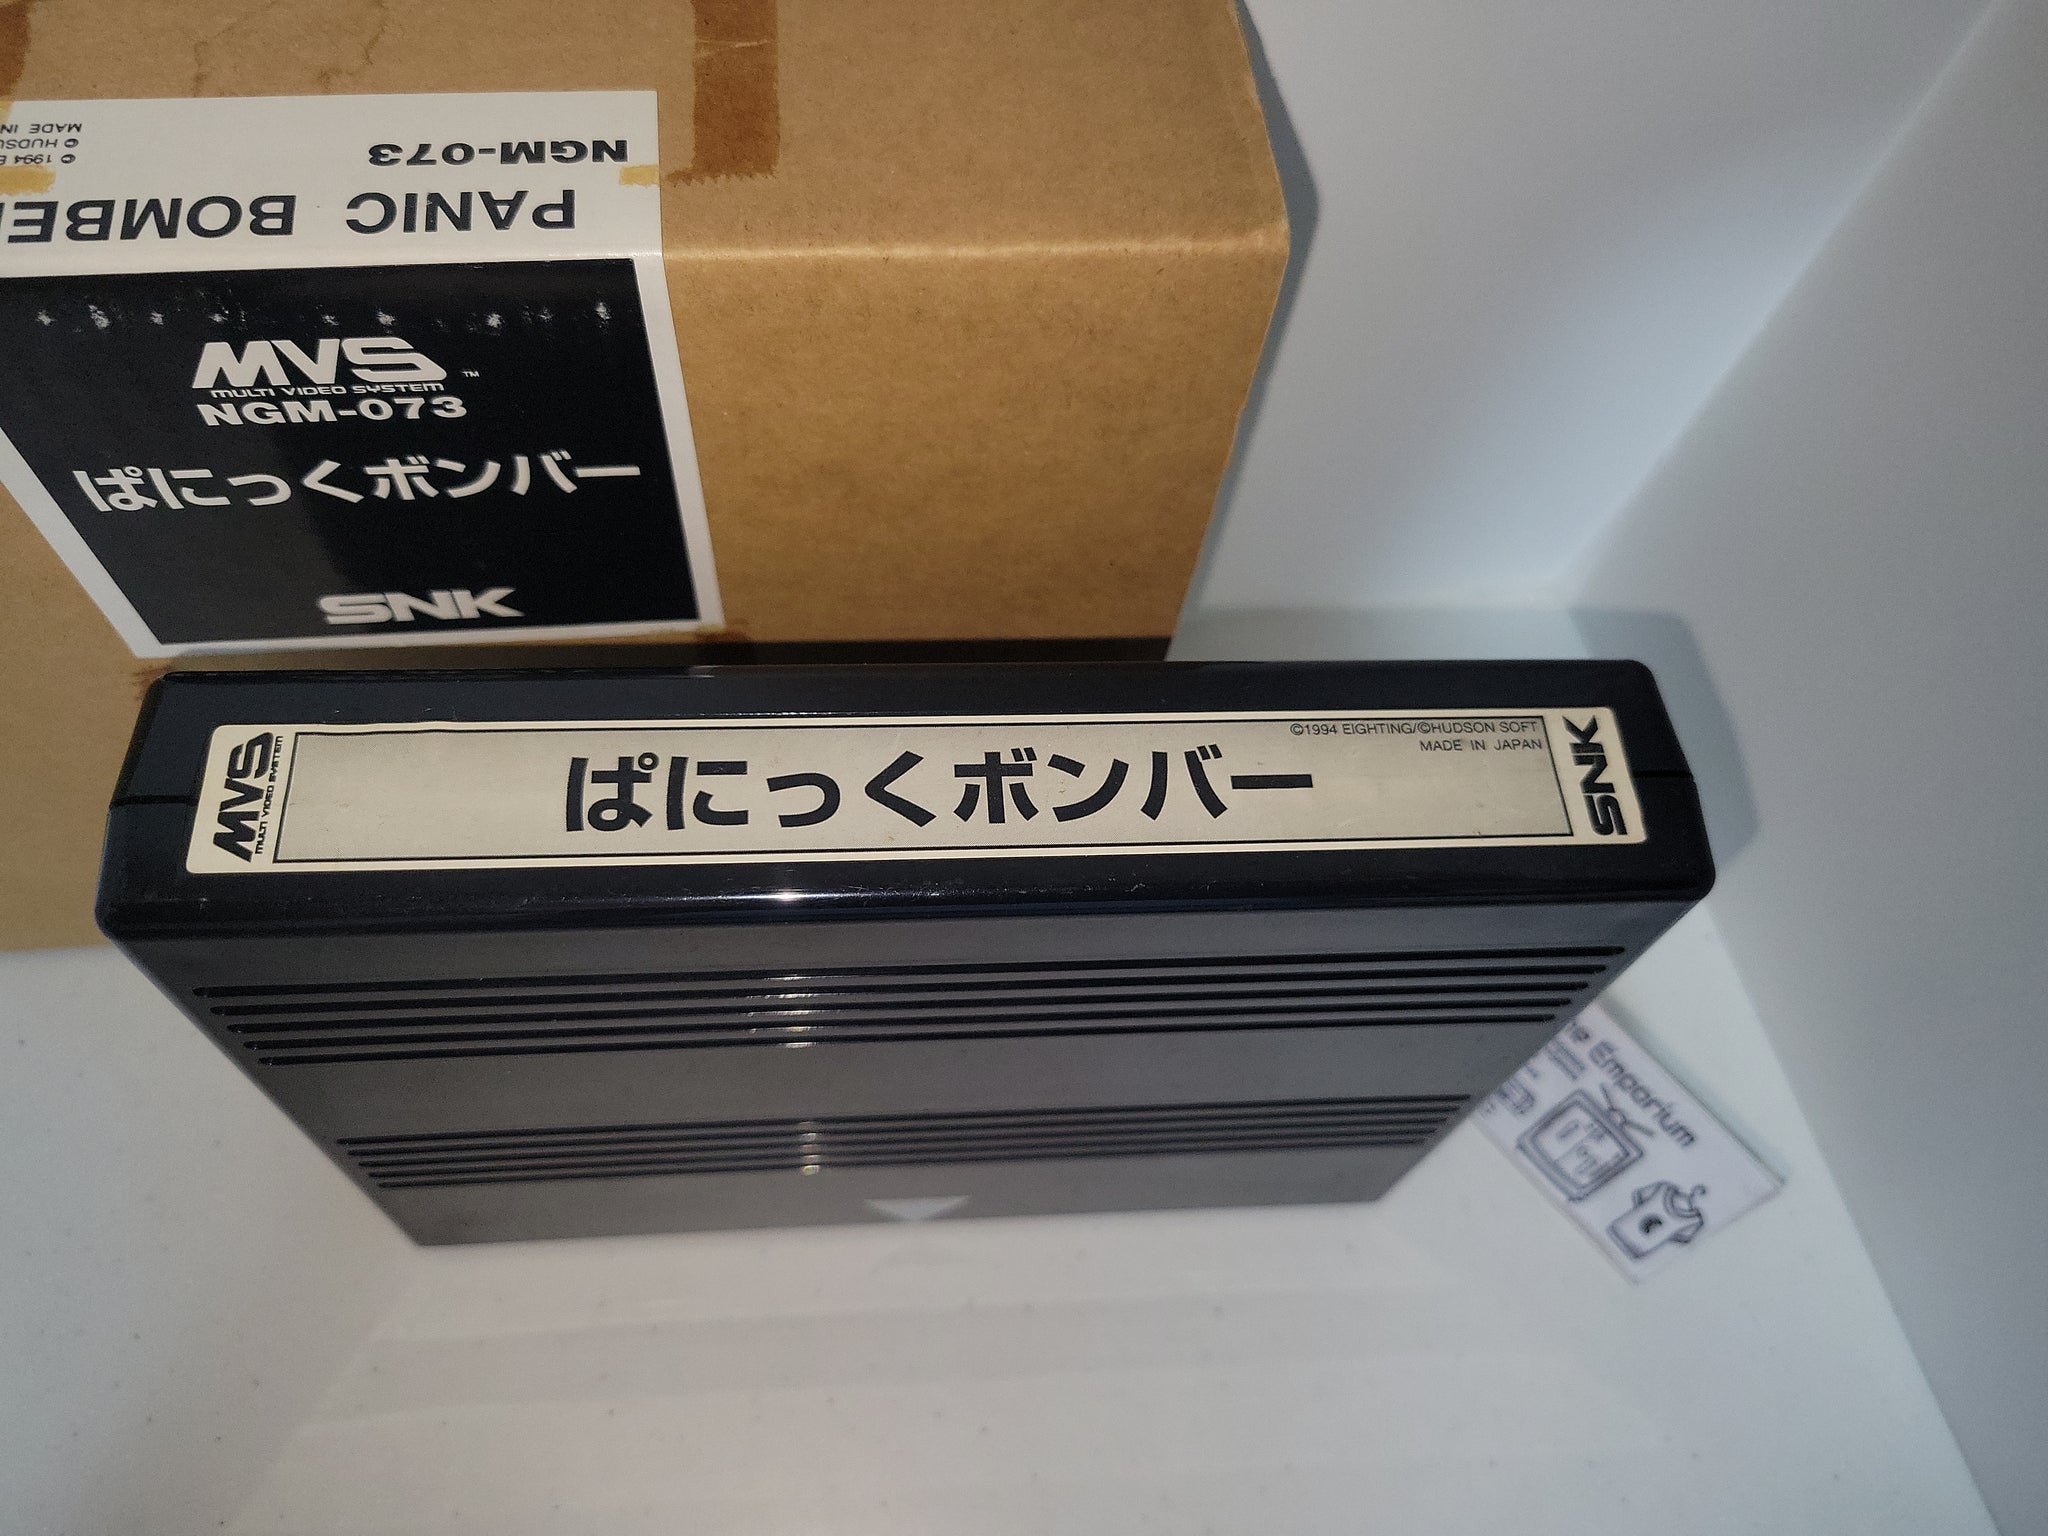 MADE IN
© HUDSO
© 1994 E
NGM-073
PANIC BOMBE
MVS™
MULTI VIDEO SYSTEM
NGM-073
ぱにっくボンバー
SNK
MVS
MULTI VIDEO SYSTEM
ぱにっくボンバー
©1994 EIGHTING/©HUDSON SOFT
MADE IN JAPAN
SNK
Emporium